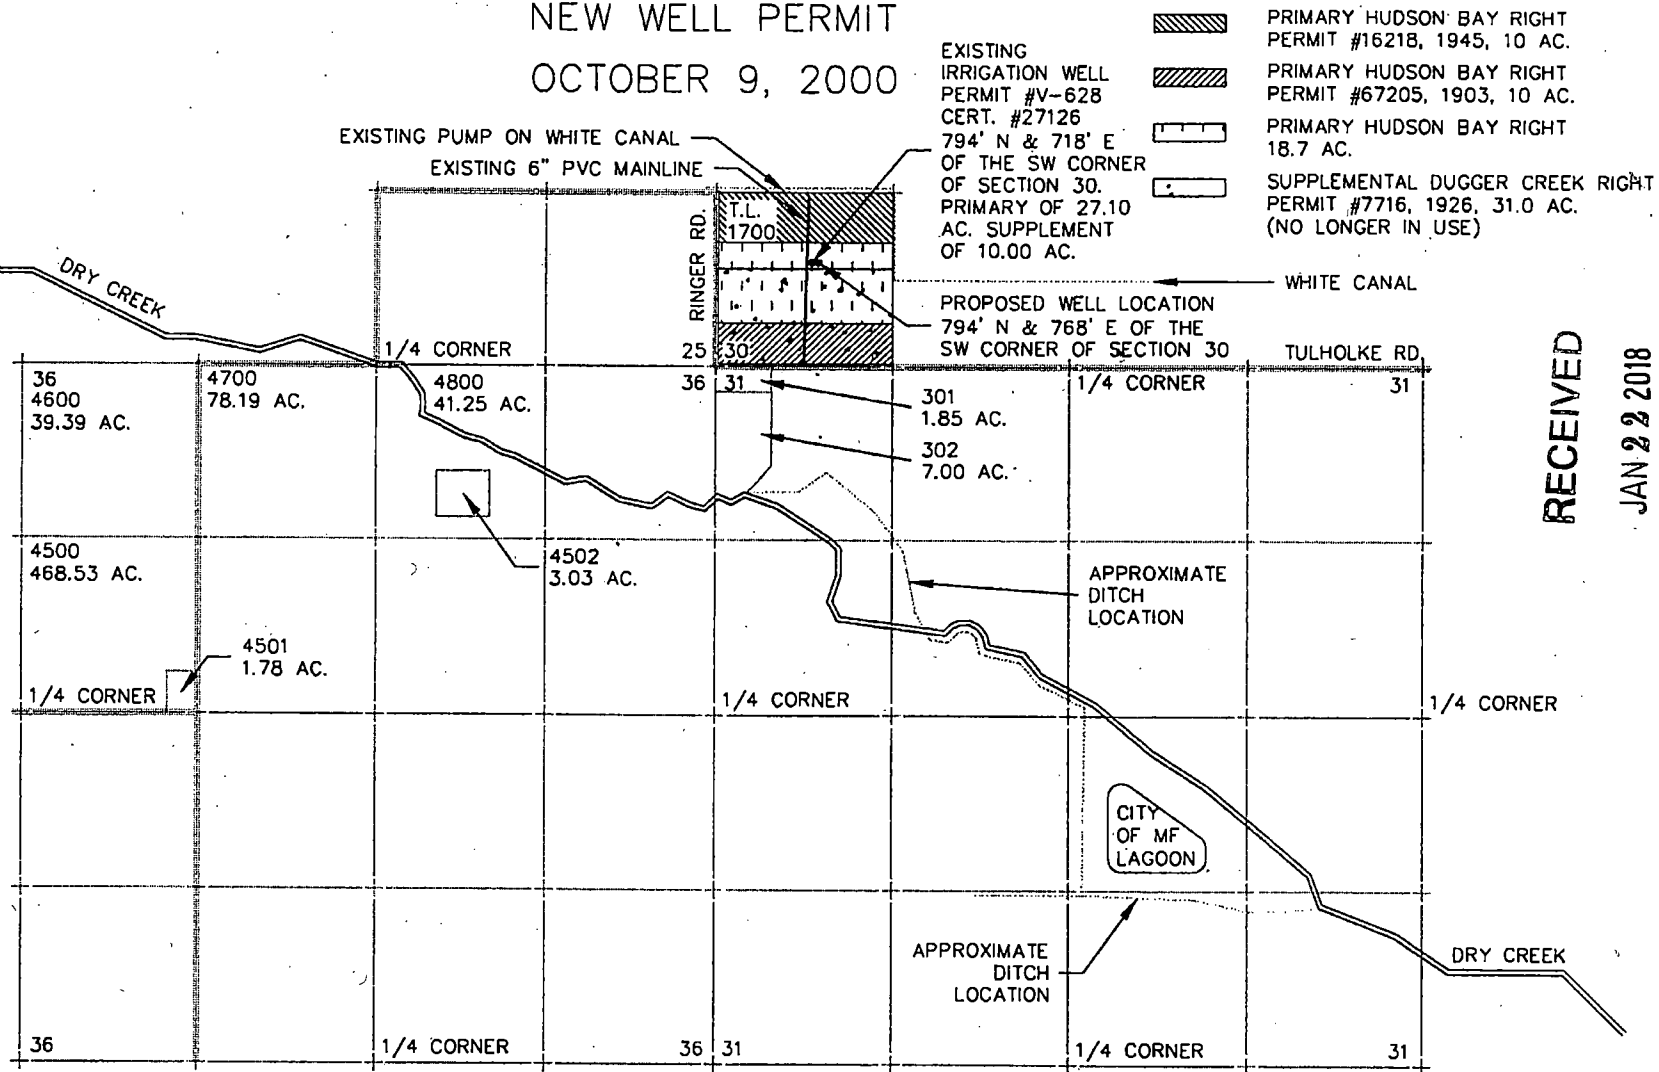 NEW WELL PERMIT
OCTOBER 9, 2000
PRIMARY HUDSON BAY RIGHT
PERMIT #16218, 1945, 10 AC.
PRIMARY HUDSON BAY RIGHT
PERMIT #67205, 1903, 10 AC.
PRIMARY HUDSON BAY RIGHT
18.7 AC.
SUPPLEMENTAL DUGGER CREEK RIGHT
PERMIT #7716, 1926, 31.0 AC.
(NO LONGER IN USE)
EXISTING
IRRIGATION WELL
PERMIT #V-628
CERT. #27126
794' N & 718' E
OF THE SW CORNER
OF SECTION 30.
PRIMARY OF 27.10
AC. SUPPLEMENT
OF 10.00 AC.
EXISTING PUMP ON WHITE CANAL
EXISTING 6" PVC MAINLINE
RINGER RD.
T.L.
1700
WHITE CANAL
PROPOSED WELL LOCATION
794' N & 768' E OF THE
SW CORNER OF SECTION 30
TULHOLKE RD.
DRY CREEK
1/4 CORNER
25
30
36
4600
39.39 AC.
4700
78.19 AC.
4800
41.25 AC.
36
31
301
1.85 AC.
302
7.00 AC.
1/4 CORNER
31
4500
468.53 AC.
4502
3.03 AC.
APPROXIMATE
DITCH
LOCATION
4501
1.78 AC.
1/4 CORNER
1/4 CORNER
1/4 CORNER
CITY
OF MF
LAGOON
APPROXIMATE
DITCH
LOCATION
DRY CREEK
36
1/4 CORNER
36
31
1/4 CORNER
31
RECEIVED
JAN 22 2018